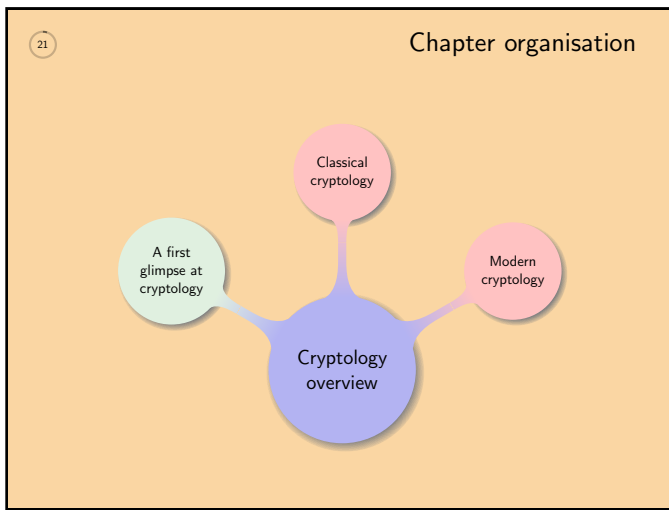 21
Chapter organisation
Classical
cryptology
A first
glimpse at
cryptology
Modern
cryptology
Cryptology
overview